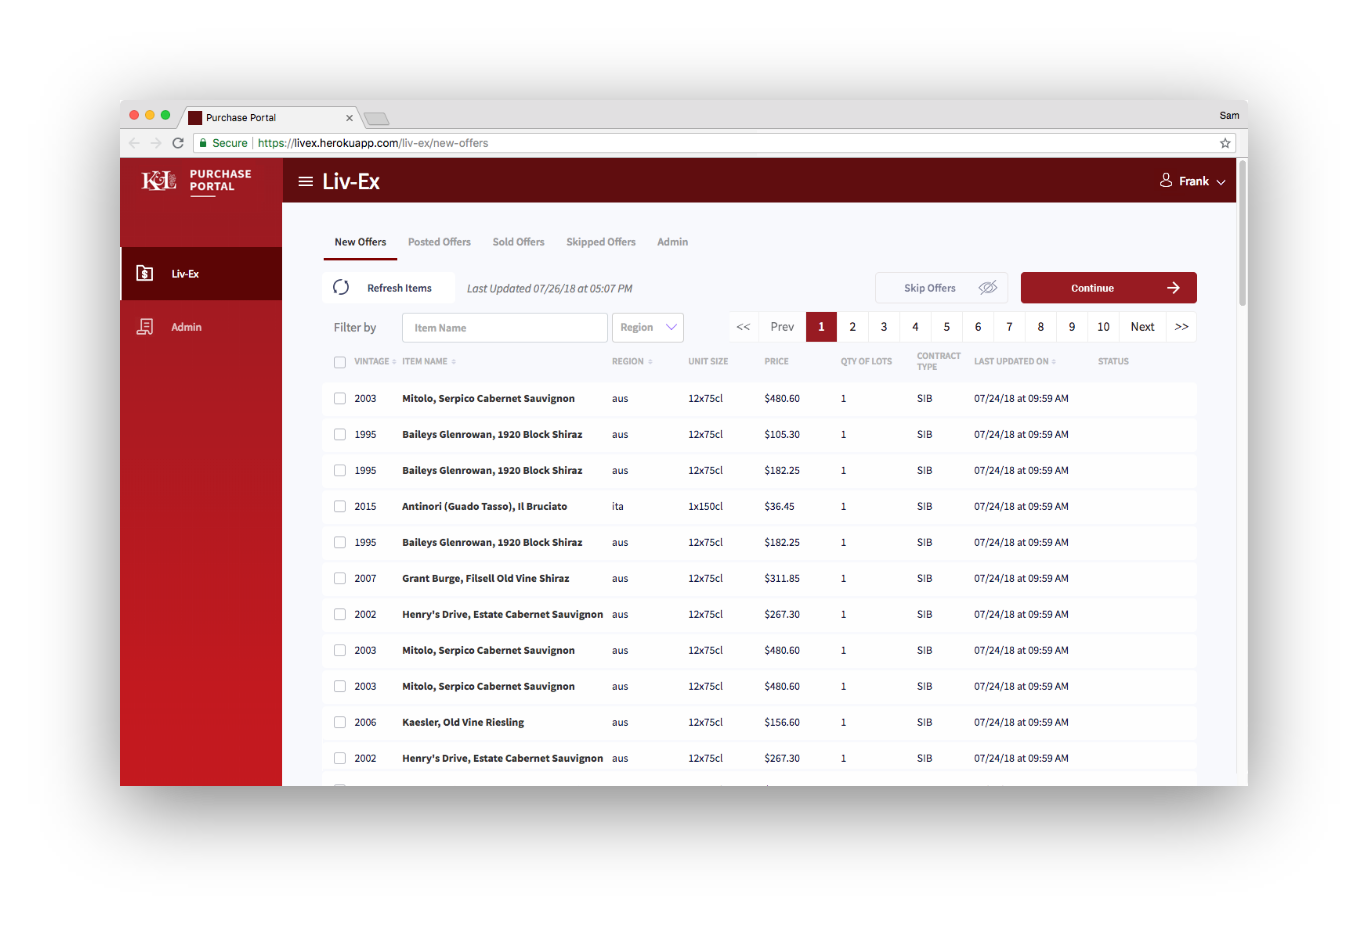 Purchase Portal
Sam
Secure https://livex.herokuapp.com/liv-ex/new-offers
K&L PURCHASE PORTAL
Liv-Ex
Frank
Liv-Ex
Admin
New Offers Posted Offers Sold Offers Skipped Offers Admin
Refresh Items Last Updated 07/26/18 at 05:07 PM Skip Offers Continue
Filter by Item Name Region << Prev 1 2 3 4 5 6 7 8 9 10 Next >>
VINTAGE ITEM NAME REGION UNIT SIZE PRICE QTY OF LOTS CONTRACT TYPE LAST UPDATED ON STATUS
2003 Mitolo, Serpico Cabernet Sauvignon aus 12x75cl $480.60 1 SIB 07/24/18 at 09:59 AM
1995 Baileys Glenrowan, 1920 Block Shiraz aus 12x75cl $105.30 1 SIB 07/24/18 at 09:59 AM
1995 Baileys Glenrowan, 1920 Block Shiraz aus 12x75cl $182.25 1 SIB 07/24/18 at 09:59 AM
2015 Antinori (Guado Tasso), Il Bruciato ita 1x150cl $36.45 1 SIB 07/24/18 at 09:59 AM
1995 Baileys Glenrowan, 1920 Block Shiraz aus 12x75cl $182.25 1 SIB 07/24/18 at 09:59 AM
2007 Grant Burge, Filsell Old Vine Shiraz aus 12x75cl $311.85 1 SIB 07/24/18 at 09:59 AM
2002 Henry's Drive, Estate Cabernet Sauvignon aus 12x75cl $267.30 1 SIB 07/24/18 at 09:59 AM
2003 Mitolo, Serpico Cabernet Sauvignon aus 12x75cl $480.60 1 SIB 07/24/18 at 09:59 AM
2003 Mitolo, Serpico Cabernet Sauvignon aus 12x75cl $480.60 1 SIB 07/24/18 at 09:59 AM
2006 Kaesler, Old Vine Riesling aus 12x75cl $156.60 1 SIB 07/24/18 at 09:59 AM
2002 Henry's Drive, Estate Cabernet Sauvignon aus 12x75cl $267.30 1 SIB 07/24/18 at 09:59 AM